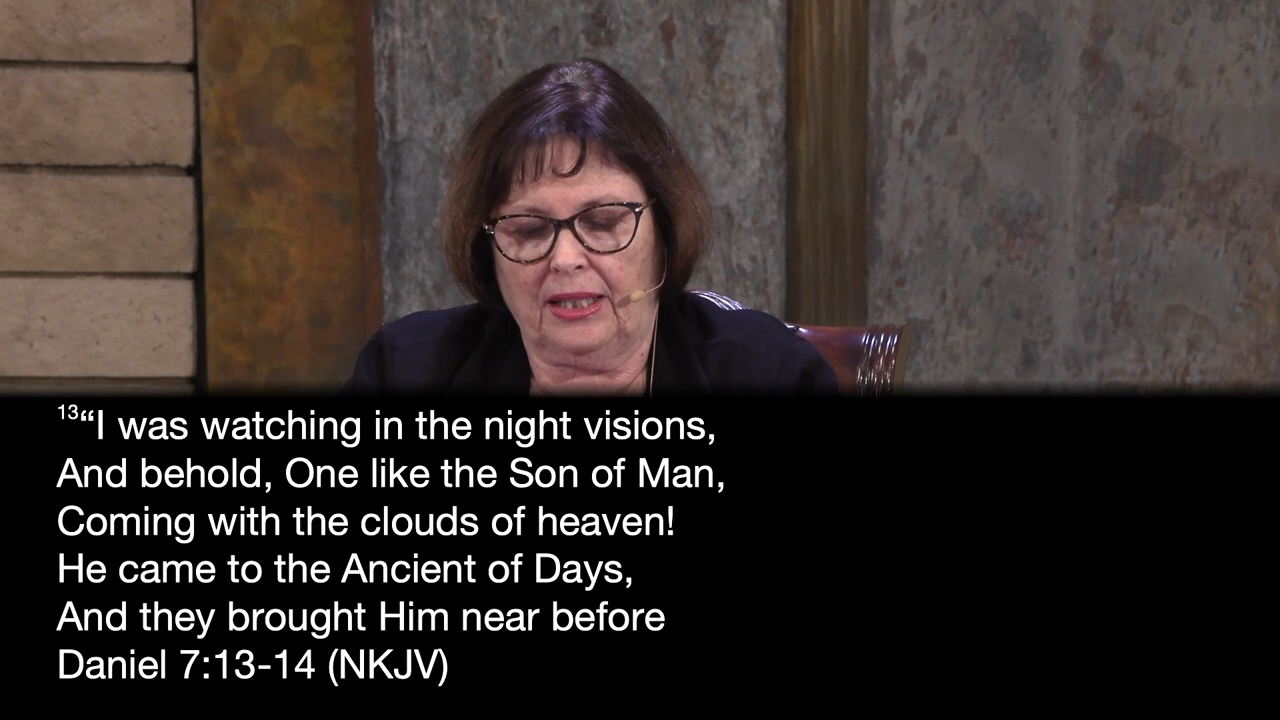 ¹³“I was watching in the night visions,
And behold, One like the Son of Man,
Coming with the clouds of heaven!
He came to the Ancient of Days,
And they brought Him near before
Daniel 7:13-14 (NKJV)